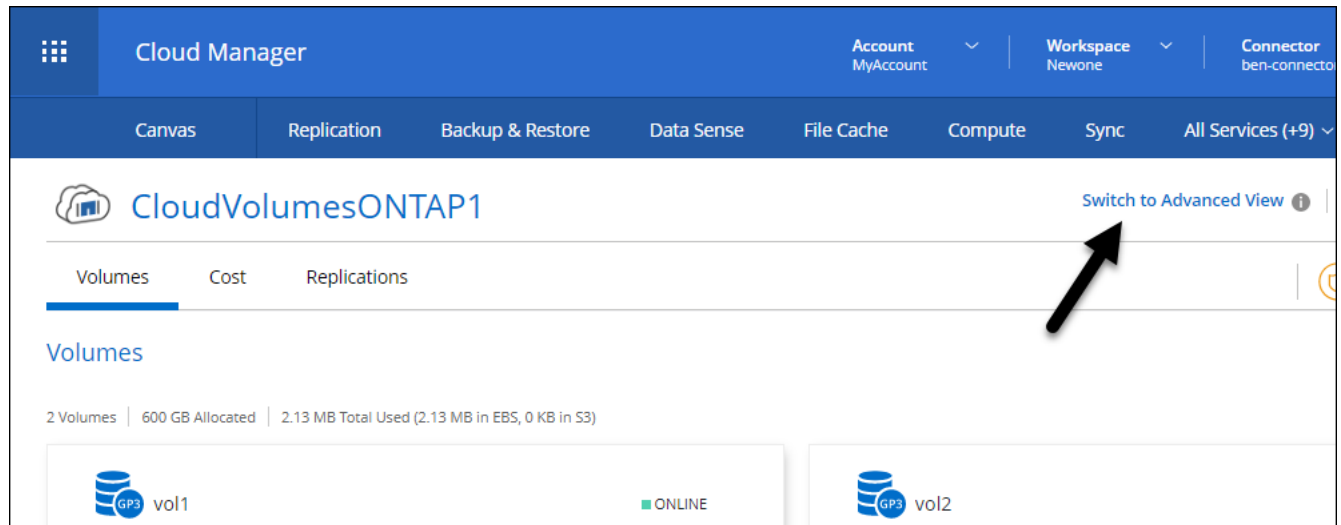 Cloud Manager
Account
MyAccount
Workspace
Newone
Connector
ben-connecto
Canvas Replication Backup & Restore Data Sense File Cache Compute Sync All Services (+9)
CloudVolumesONTAP1
Switch to Advanced View
Volumes Cost Replications
Volumes
2 Volumes | 600 GB Allocated | 2.13 MB Total Used (2.13 MB in EBS, 0 KB in S3)
GP3 vol1 ONLINE
GP3 vol2